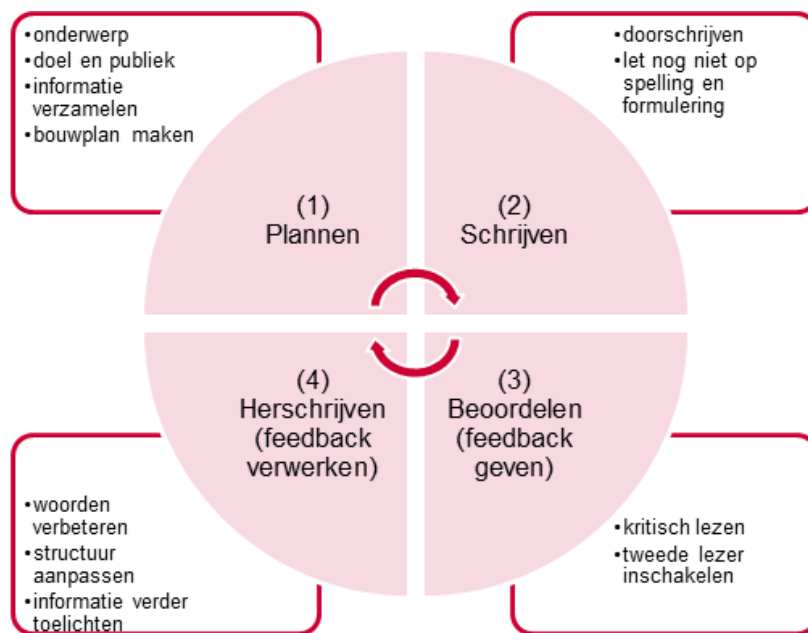 •onderwerp
•doel en publiek
•informatie
verzamelen
•bouwplan maken
•doorschrijven
•let nog niet op
spelling en
formulering
(1)
Plannen
(2)
Schrijven
(4)
Herschrijven
(feedback
verwerken)
(3)
Beoordelen
(feedback
geven)
•woorden
verbeteren
•structuur
aanpassen
•informatie verder
toelichten
•kritisch lezen
•tweede lezer
inschakelen